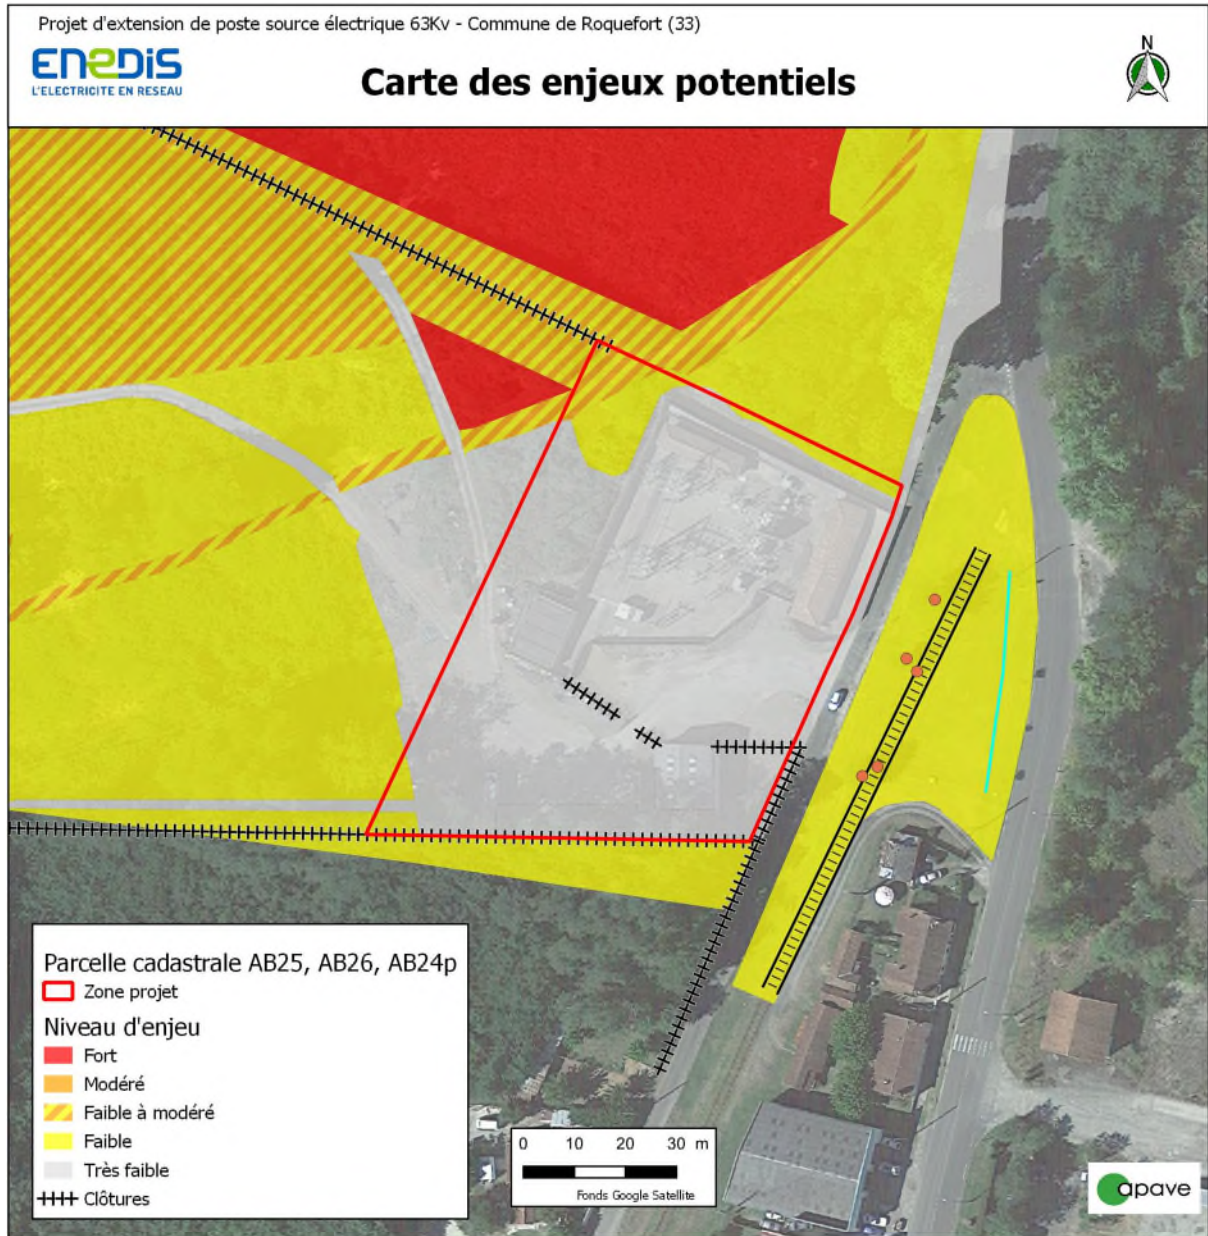 Projet d'extension de poste source électrique 63Kv - Commune de Roquefort (33)
ENEDIS
L'ELECTRICITE EN RESEAU
Carte des enjeux potentiels
N
Parcelle cadastrale AB25, AB26, AB24p
Zone projet
Niveau d'enjeu
Fort
Modéré
Faible à modéré
Faible
Très faible
Clôtures
0 10 20 30 m
Fonds Google Satellite
apave